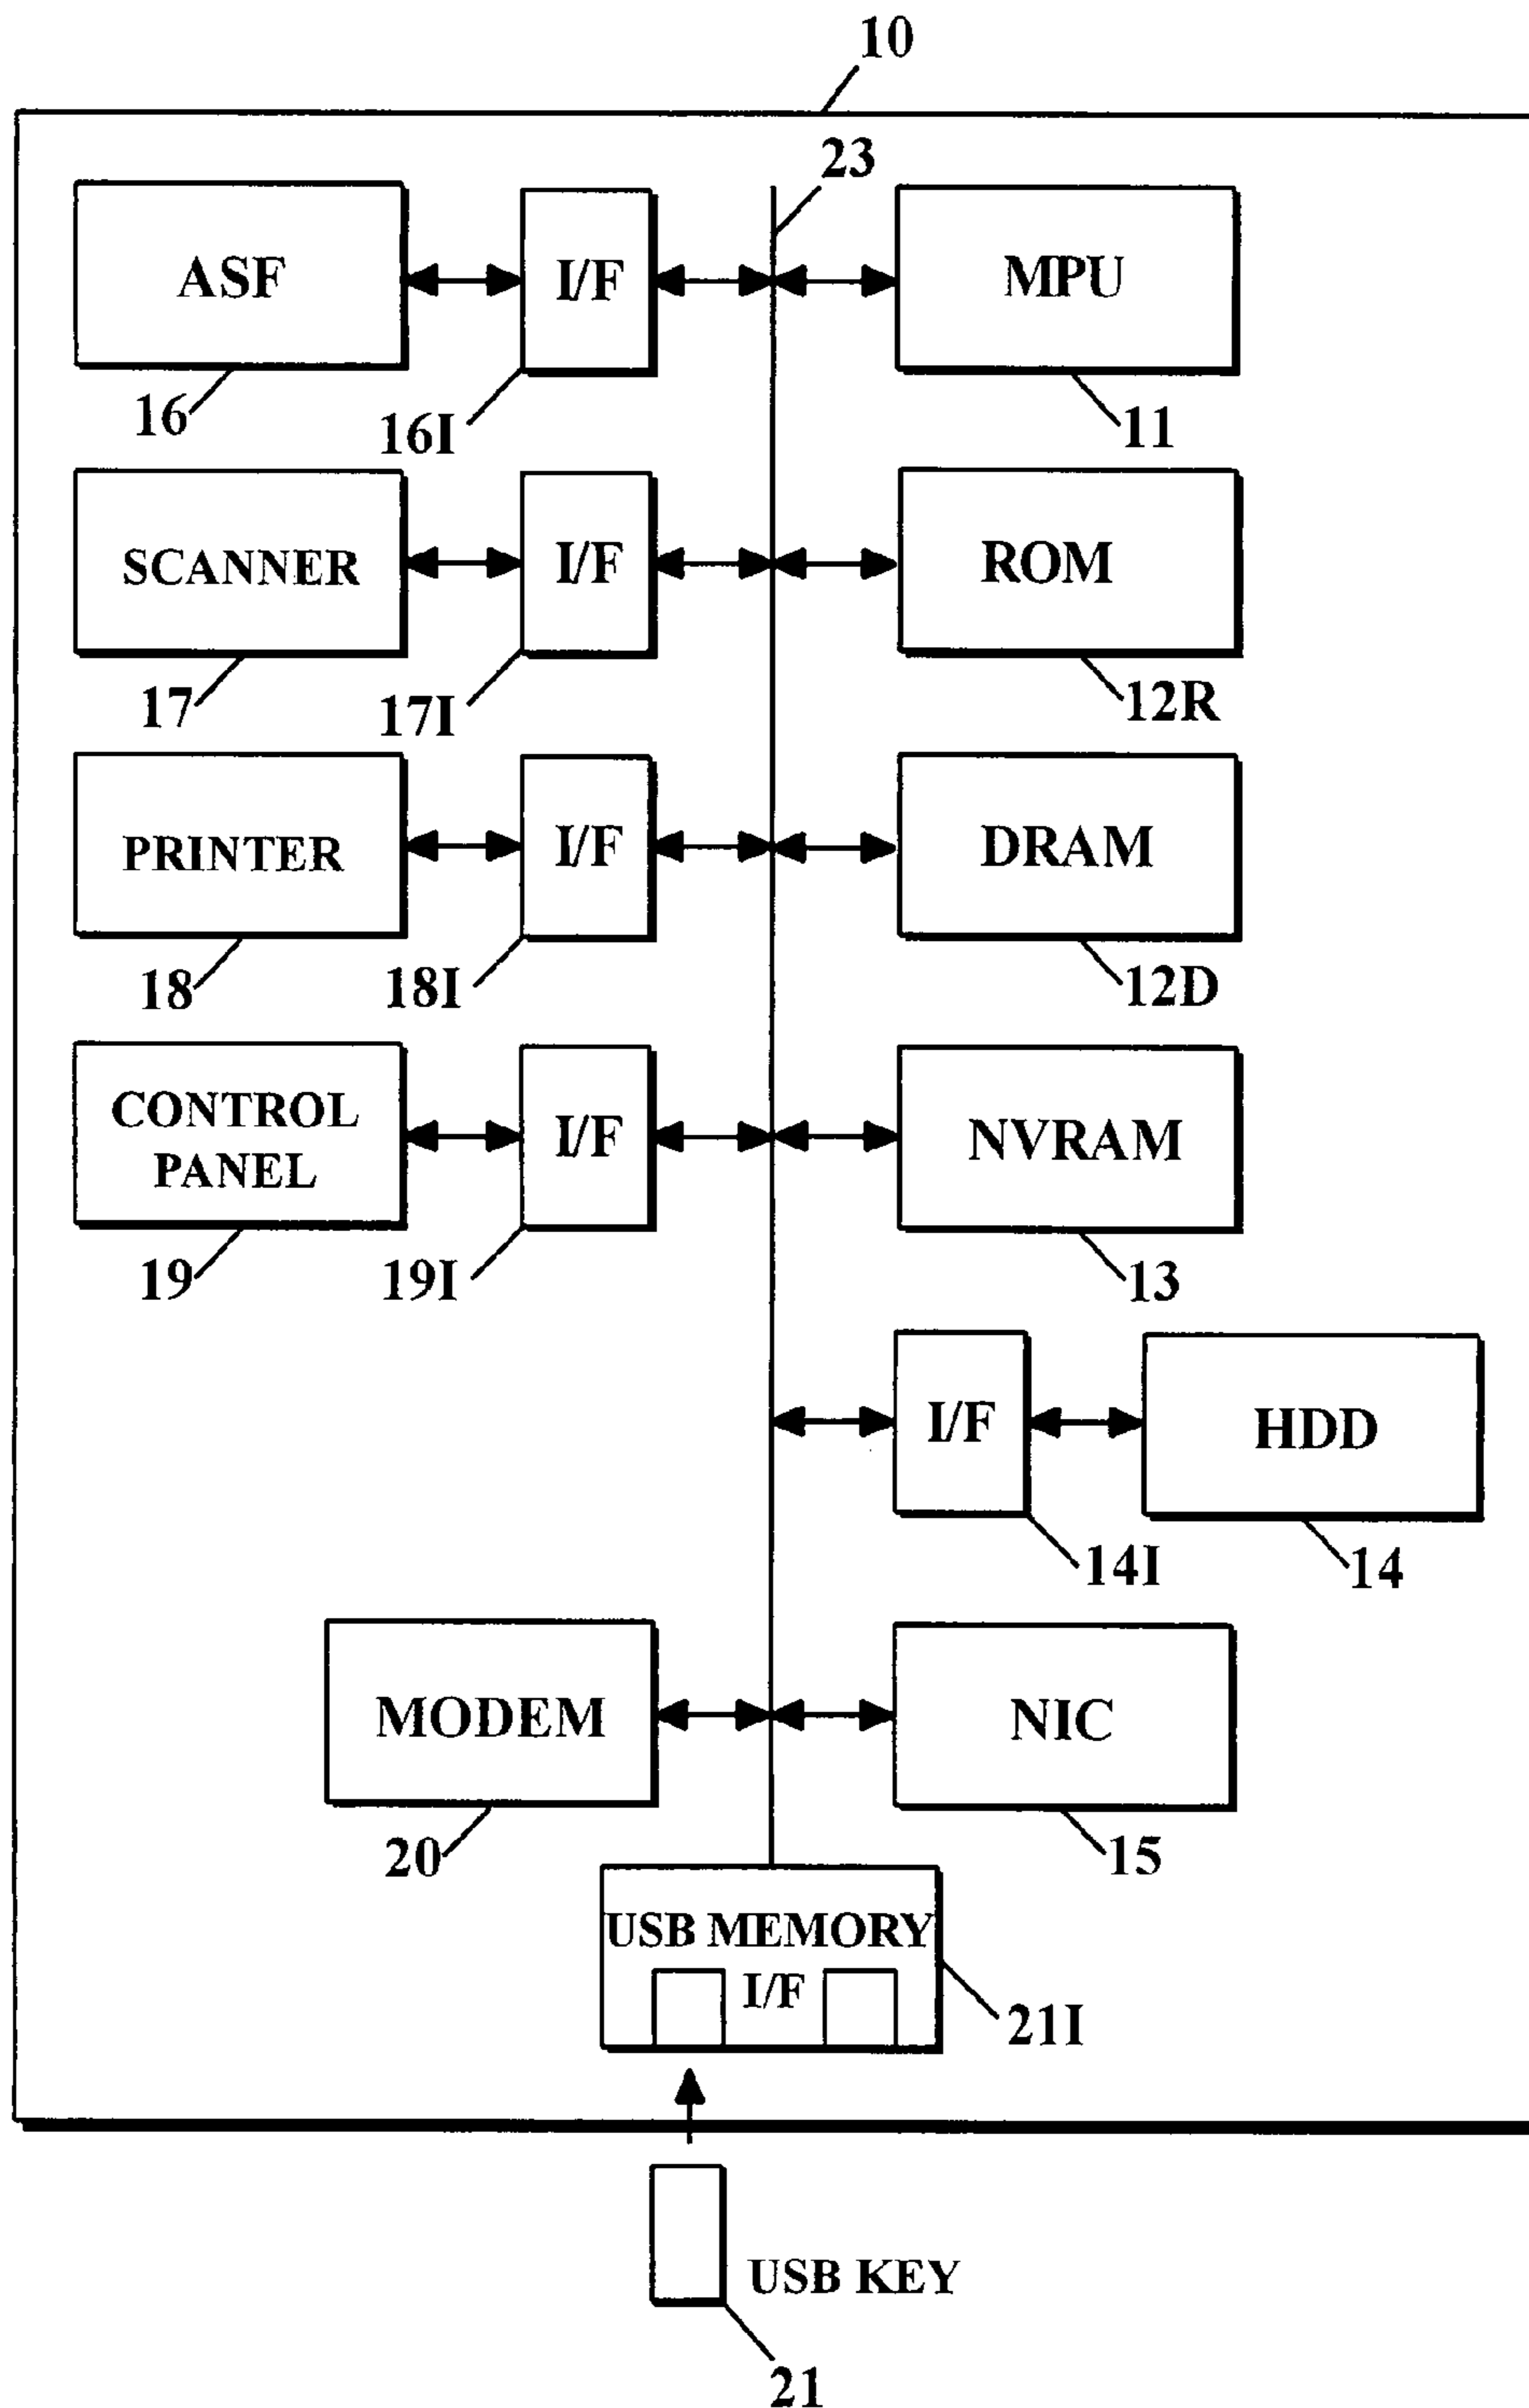 10
23
ASF
I/F
MPU
16
16I
11
SCANNER
I/F
ROM
17
17I
12R
PRINTER
I/F
DRAM
18
18I
12D
CONTROL
PANEL
I/F
NVRAM
19
19I
13
I/F
HDD
14I
14
MODEM
NIC
20
15
USB MEMORY
I/F
21I
USB KEY
21